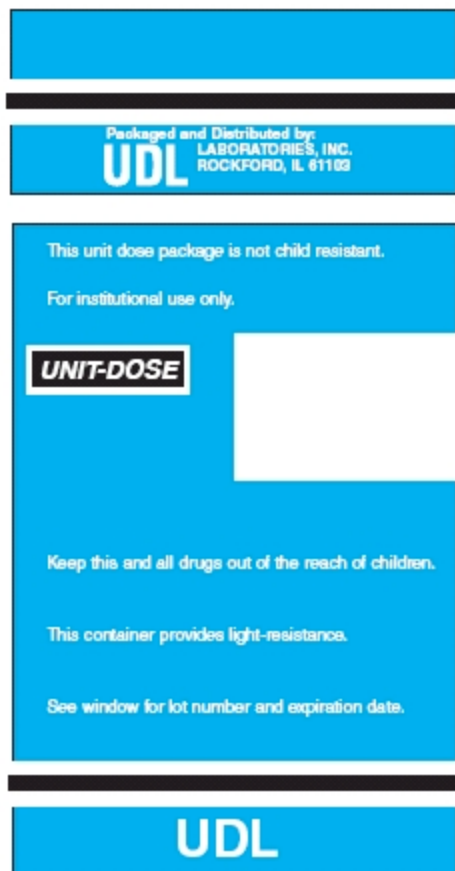 Packaged and Distributed by:
UDL LABORATORIES, INC.
ROCKFORD, IL 61103
This unit dose package is not child resistant.
For institutional use only.
UNIT-DOSE
Keep this and all drugs out of the reach of children.
This container provides light-resistance.
See window for lot number and expiration date.
UDL